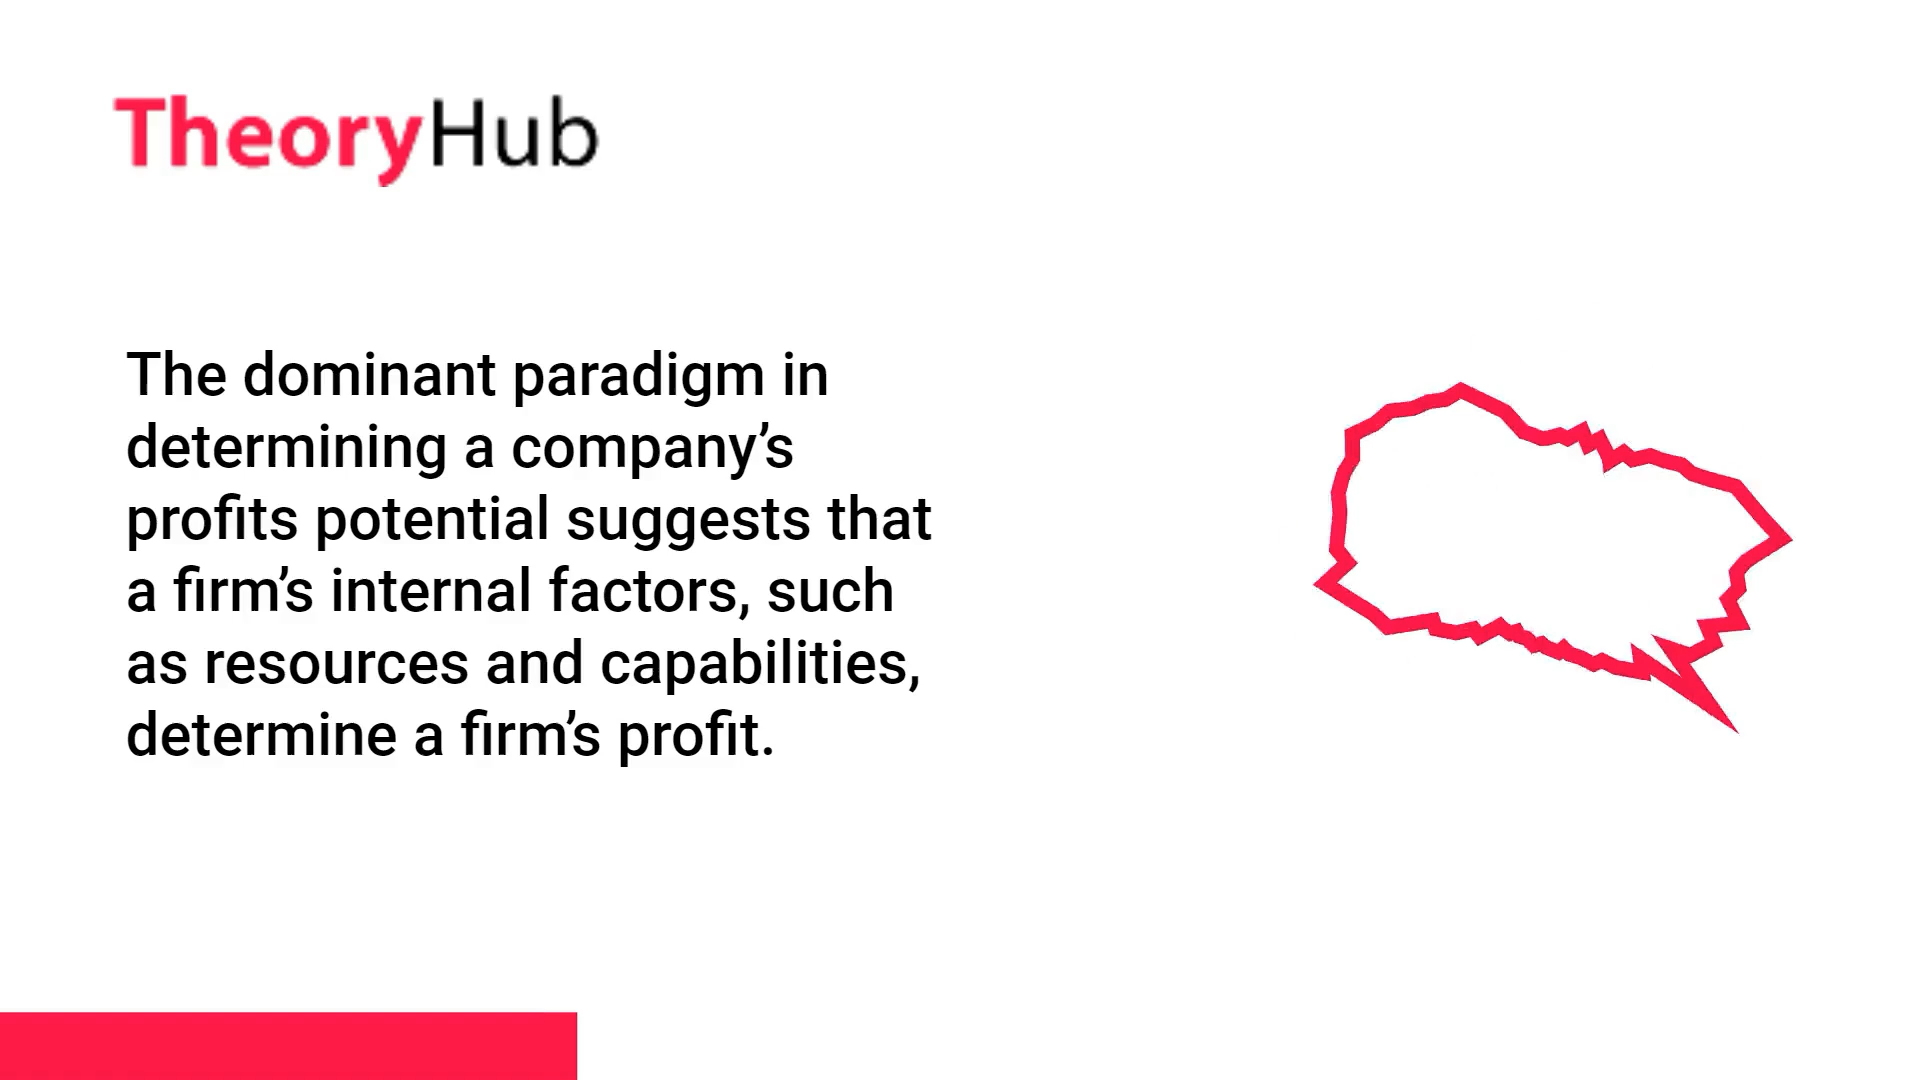 TheoryHub
The dominant paradigm in
determining a company’s
profits potential suggests that
a firm’s internal factors, such
as resources and capabilities,
determine a firm’s profit.